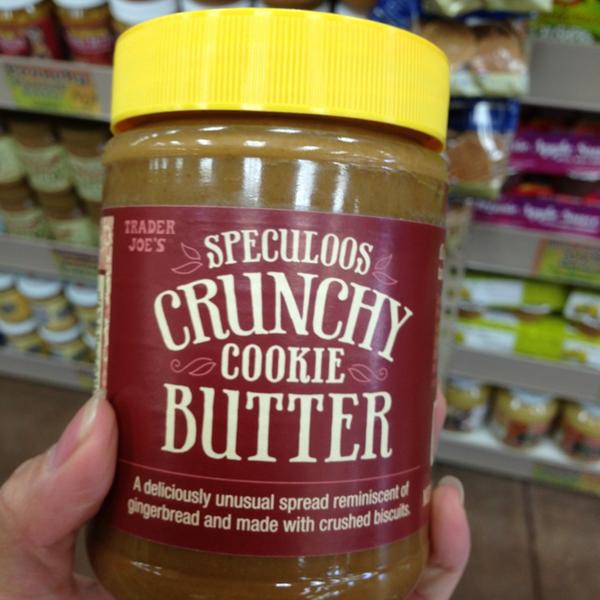 TRADER
JOE'S
SPECULOOS
CRUNCHY
COOKIE
BUTTER
A deliciously unusual spread reminiscent of
gingerbread and made with crushed biscuits.